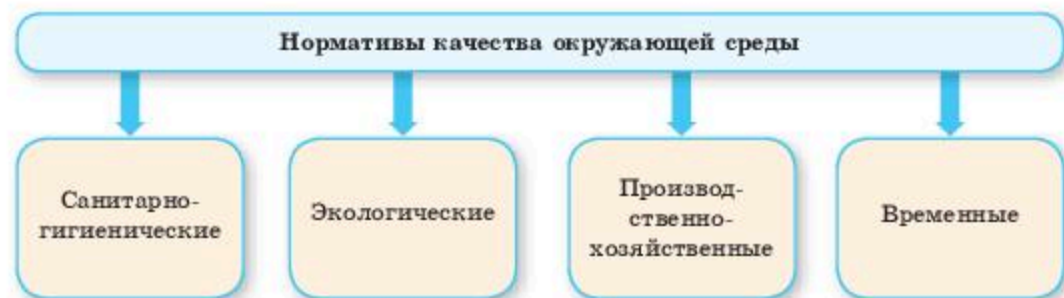 Нормативы качества окружающей среды
Санитарно-
гигиенические
Экологические
Производ-
ственно-
хозяйственные
Временные